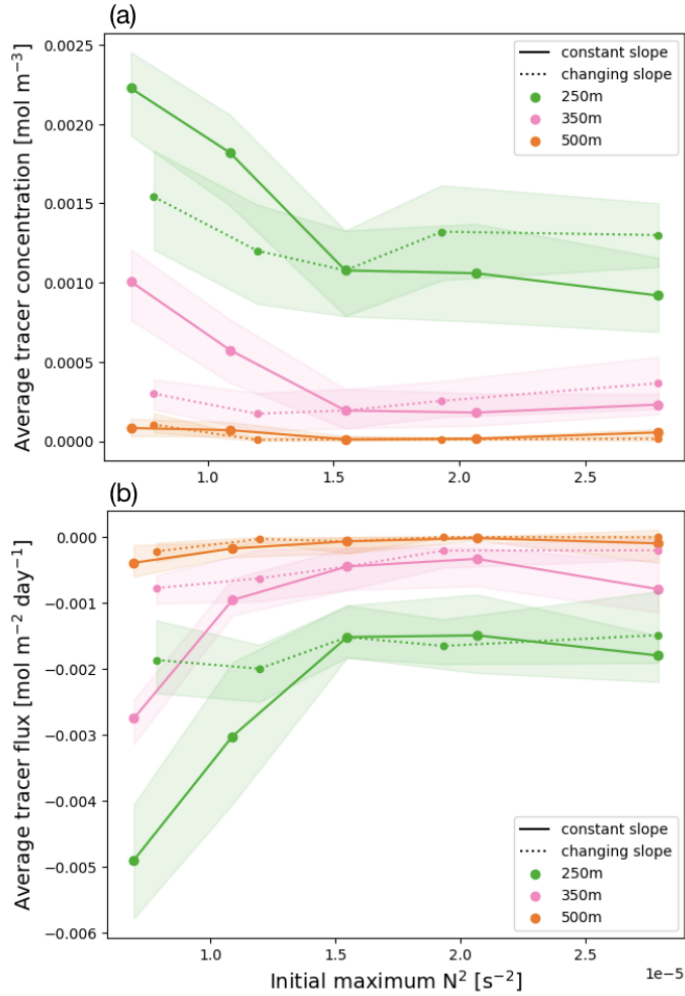 (a)
0.0025
0.0020
0.0015
0.0010
0.0005
0.0000
Average tracer concentration [mol m⁻³]
constant slope
changing slope
250m
350m
500m
1.0 1.5 2.0 2.5
(b)
0.000
−0.001
−0.002
−0.003
−0.004
−0.005
−0.006
Average tracer flux [mol m⁻² day⁻¹]
constant slope
changing slope
250m
350m
500m
1.0 1.5 2.0 2.5
1e−5
Initial maximum N² [s⁻²]